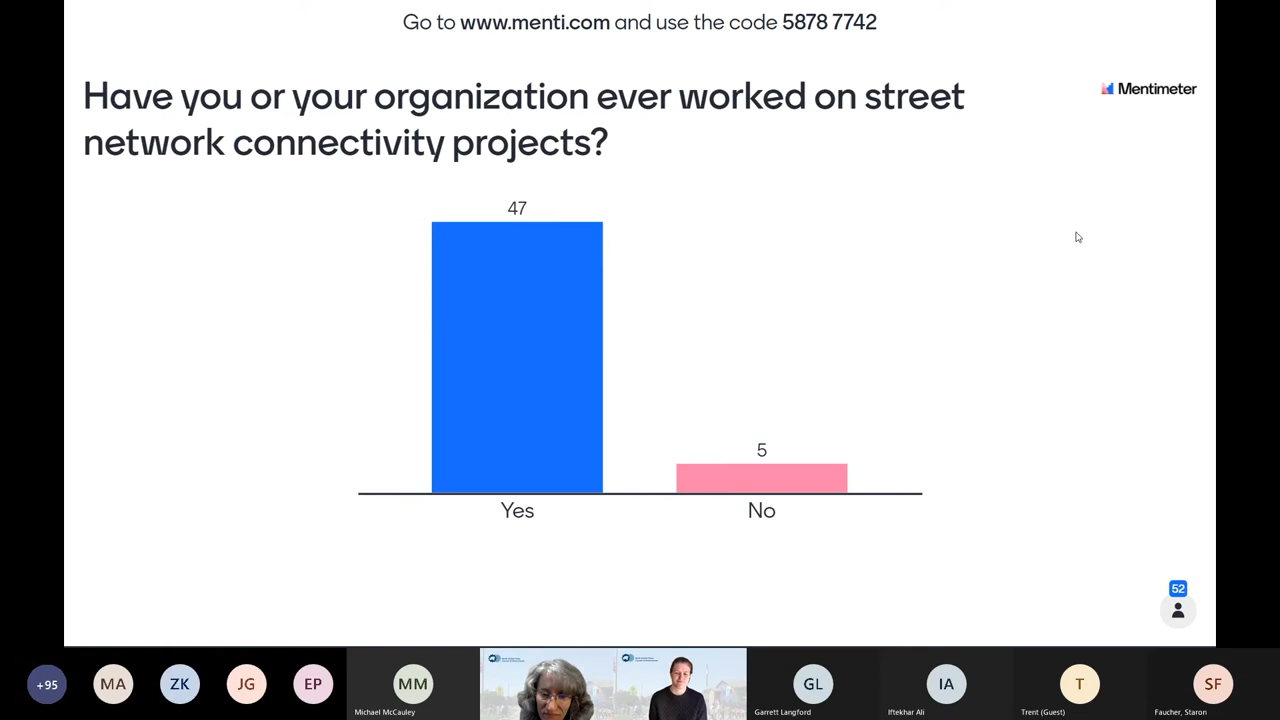 Go to www.menti.com and use the code 5878 7742
Have you or your organization ever worked on street
network connectivity projects?
Mentimeter
47
5
Yes
No
52
+95
MA
ZK
JG
EP
MM
Michael McCauley
GL
Garrett Langford
IA
Iftekhar Ali
T
Trent (Guest)
SF
Faucher, Staron